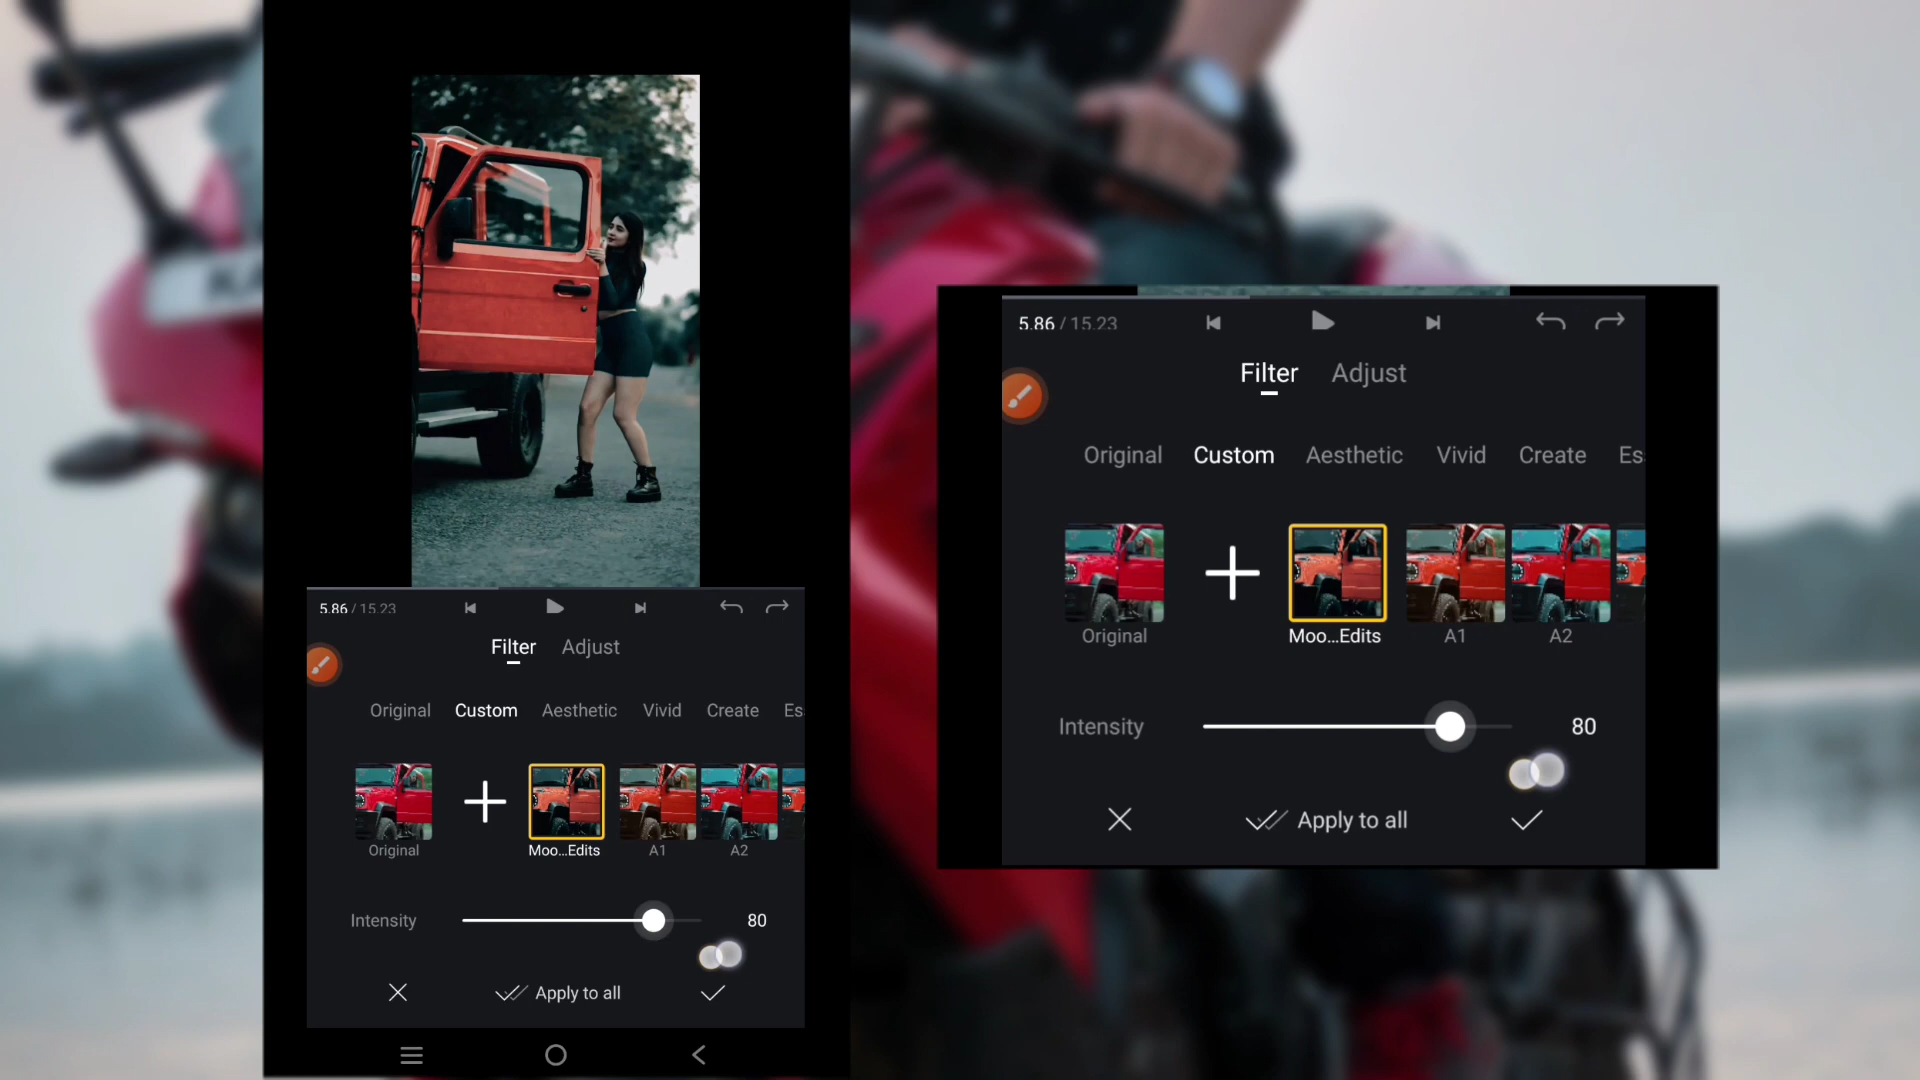 5.86 / 15.23
Filter Adjust
Original Custom Aesthetic Vivid Create Es
Original Moo...Edits A1 A2
Intensity 80
Apply to all
5.86 / 15.23
Filter Adjust
Original Custom Aesthetic Vivid Create Es
Original Moo...Edits A1 A2
Intensity 80
Apply to all